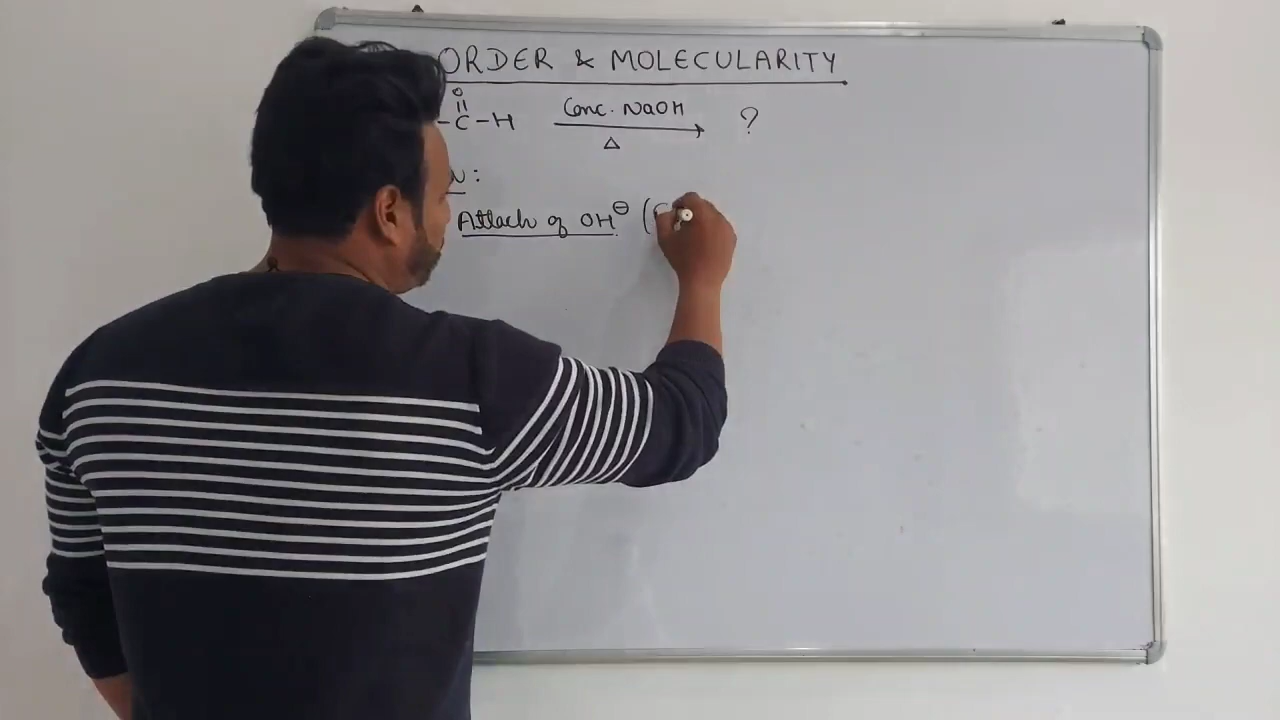 ORDER & MOLECULARITY
O
||
-C-H Conc. NaOH ?
Δ
N:
Attack of OH⊖ (